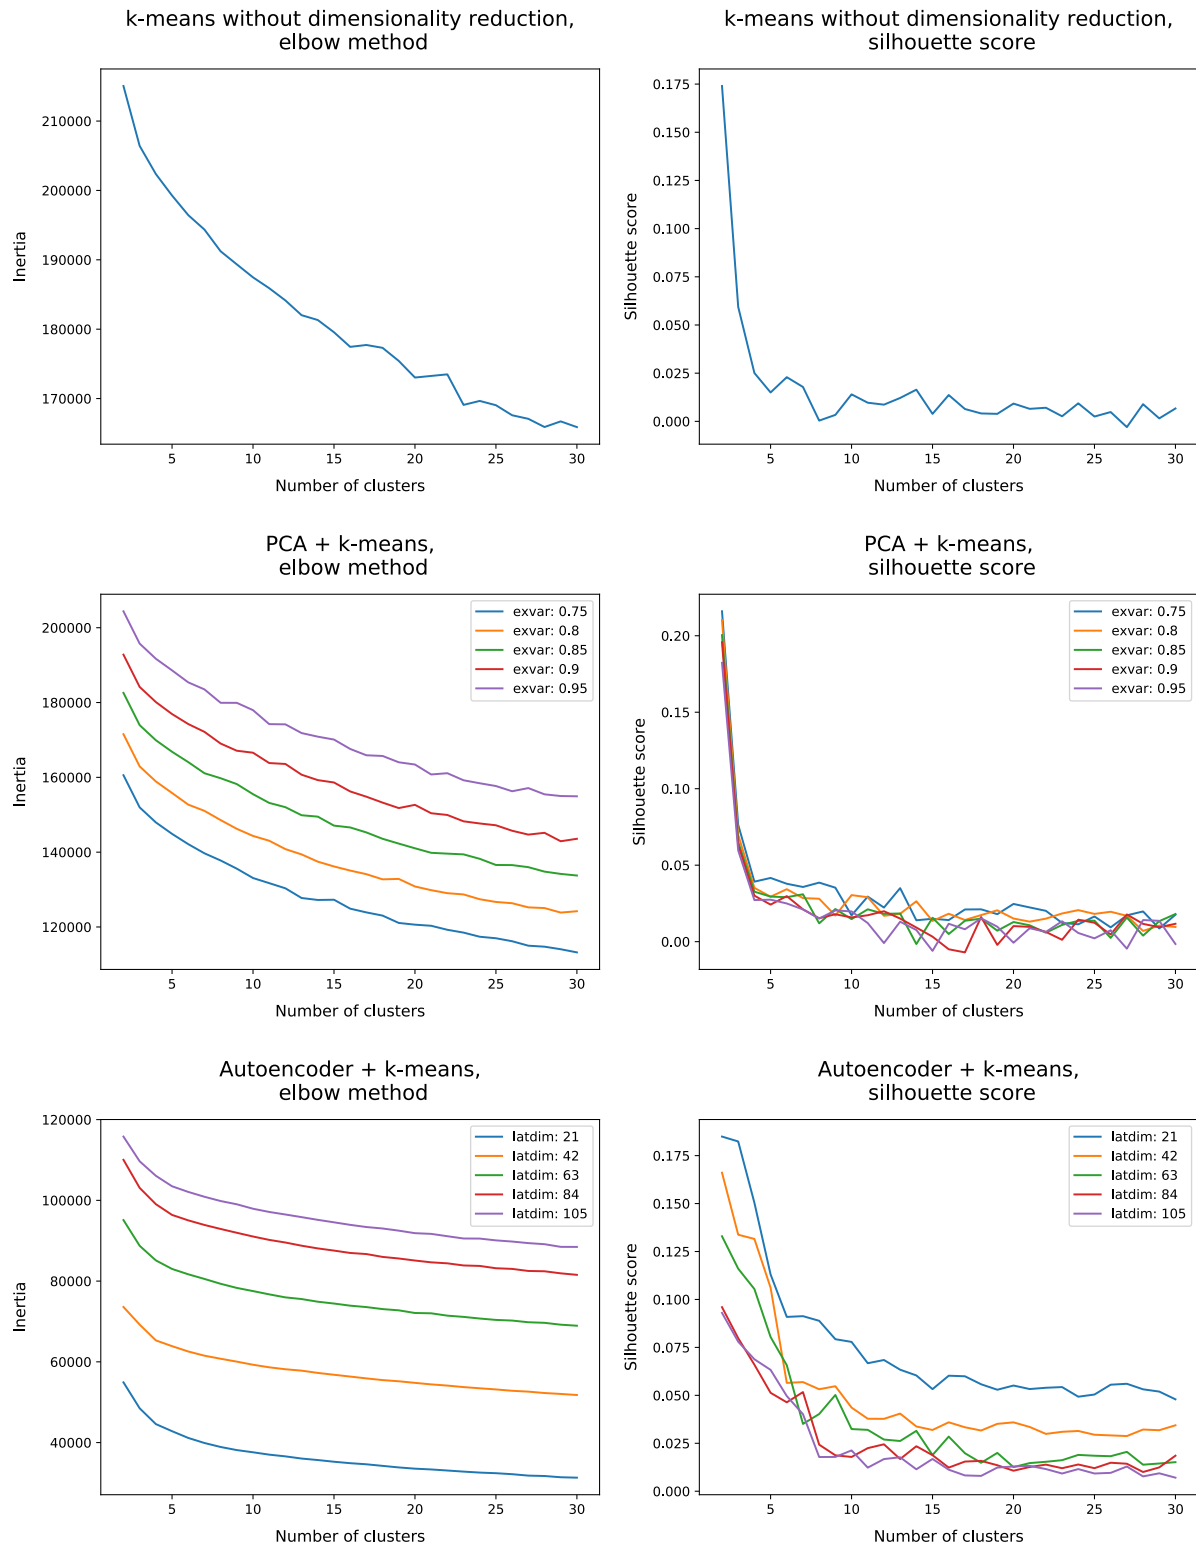 k-means without dimensionality reduction,
elbow method
210000
200000
190000
180000
170000
Inertia
5
10
15
20
25
30
Number of clusters
k-means without dimensionality reduction,
silhouette score
0.175
0.150
0.125
0.100
0.075
0.050
0.025
0.000
Silhouette score
5
10
15
20
25
30
Number of clusters
PCA + k-means,
elbow method
200000
180000
160000
140000
120000
Inertia
exvar: 0.75
exvar: 0.8
exvar: 0.85
exvar: 0.9
exvar: 0.95
5
10
15
20
25
30
Number of clusters
PCA + k-means,
silhouette score
0.20
0.15
0.10
0.05
0.00
Silhouette score
exvar: 0.75
exvar: 0.8
exvar: 0.85
exvar: 0.9
exvar: 0.95
5
10
15
20
25
30
Number of clusters
Autoencoder + k-means,
elbow method
120000
100000
80000
60000
40000
Inertia
latdim: 21
latdim: 42
latdim: 63
latdim: 84
latdim: 105
5
10
15
20
25
30
Number of clusters
Autoencoder + k-means,
silhouette score
0.175
0.150
0.125
0.100
0.075
0.050
0.025
0.000
Silhouette score
latdim: 21
latdim: 42
latdim: 63
latdim: 84
latdim: 105
5
10
15
20
25
30
Number of clusters